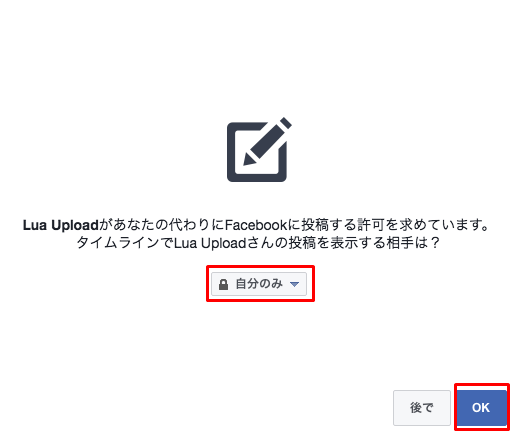 Lua Uploadがあなたの代わりにFacebookに投稿する許可を求めています。
タイムラインでLua Uploadさんの投稿を表示する相手は？
自分のみ
後で
OK